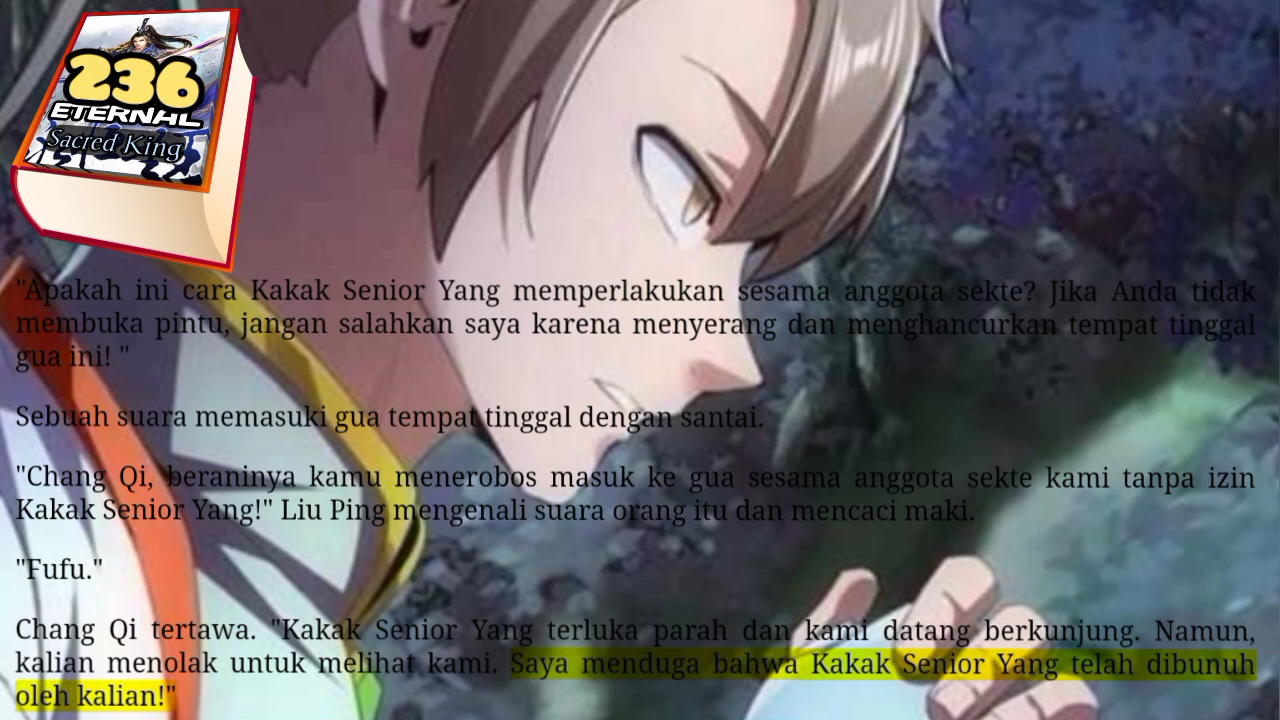 236
ETERNAL
Sacred King
"Apakah ini cara Kakak Senior Yang memperlakukan sesama anggota sekte? Jika Anda tidak
membuka pintu, jangan salahkan saya karena menyerang dan menghancurkan tempat tinggal
gua ini! "
Sebuah suara memasuki gua tempat tinggal dengan santai.
"Chang Qi, beraninya kamu menerobos masuk ke gua sesama anggota sekte kami tanpa izin
Kakak Senior Yang!" Liu Ping mengenali suara orang itu dan mencaci maki.
"Fufu."
Chang Qi tertawa. "Kakak Senior Yang terluka parah dan kami datang berkunjung. Namun,
kalian menolak untuk melihat kami. Saya menduga bahwa Kakak Senior Yang telah dibunuh
oleh kalian!"